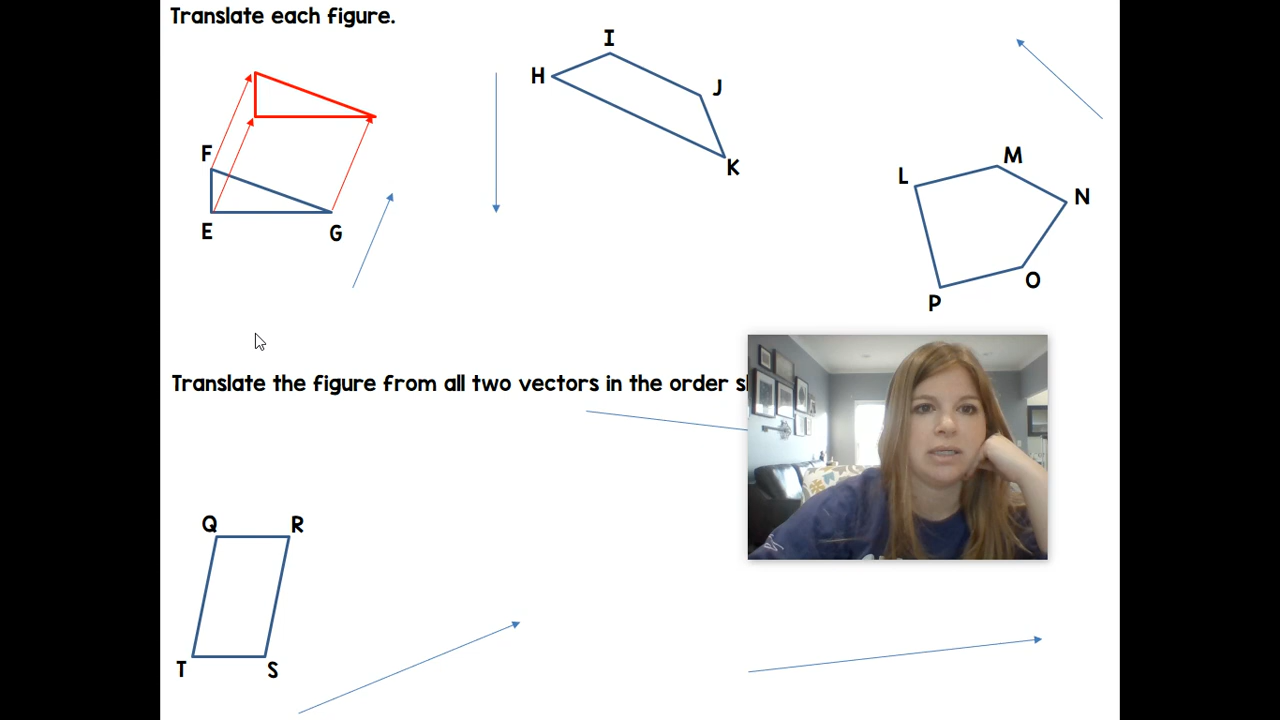 Translate each figure.
I
H
J
K
F
E
G
M
L
N
O
P
Translate the figure from all two vectors in the order
Q
R
T
S